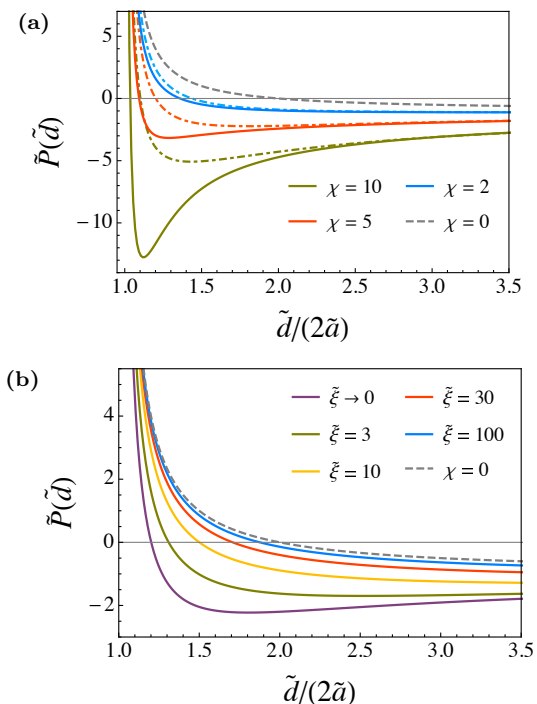 (a)
5
0
−5
−10
P̃(d̃)
χ = 10 χ = 2
χ = 5 χ = 0
1.0 1.5 2.0 2.5 3.0 3.5
d̃/(2ã)
(b)
4
2
0
−2
P̃(d̃)
ξ̃ → 0 ξ̃ = 30
ξ̃ = 3 ξ̃ = 100
ξ̃ = 10 χ = 0
1.0 1.5 2.0 2.5 3.0 3.5
d̃/(2ã)